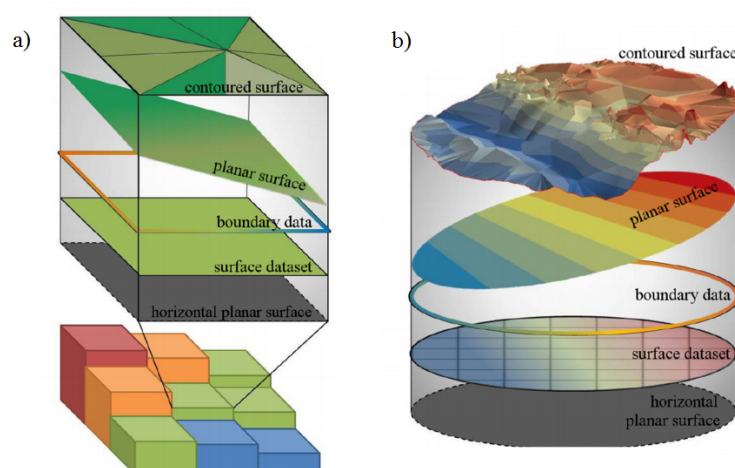 a)
contoured surface
planar surface
boundary data
surface dataset
horizontal planar surface
b)
contoured surface
planar surface
boundary data
surface dataset
horizontal
planar surface